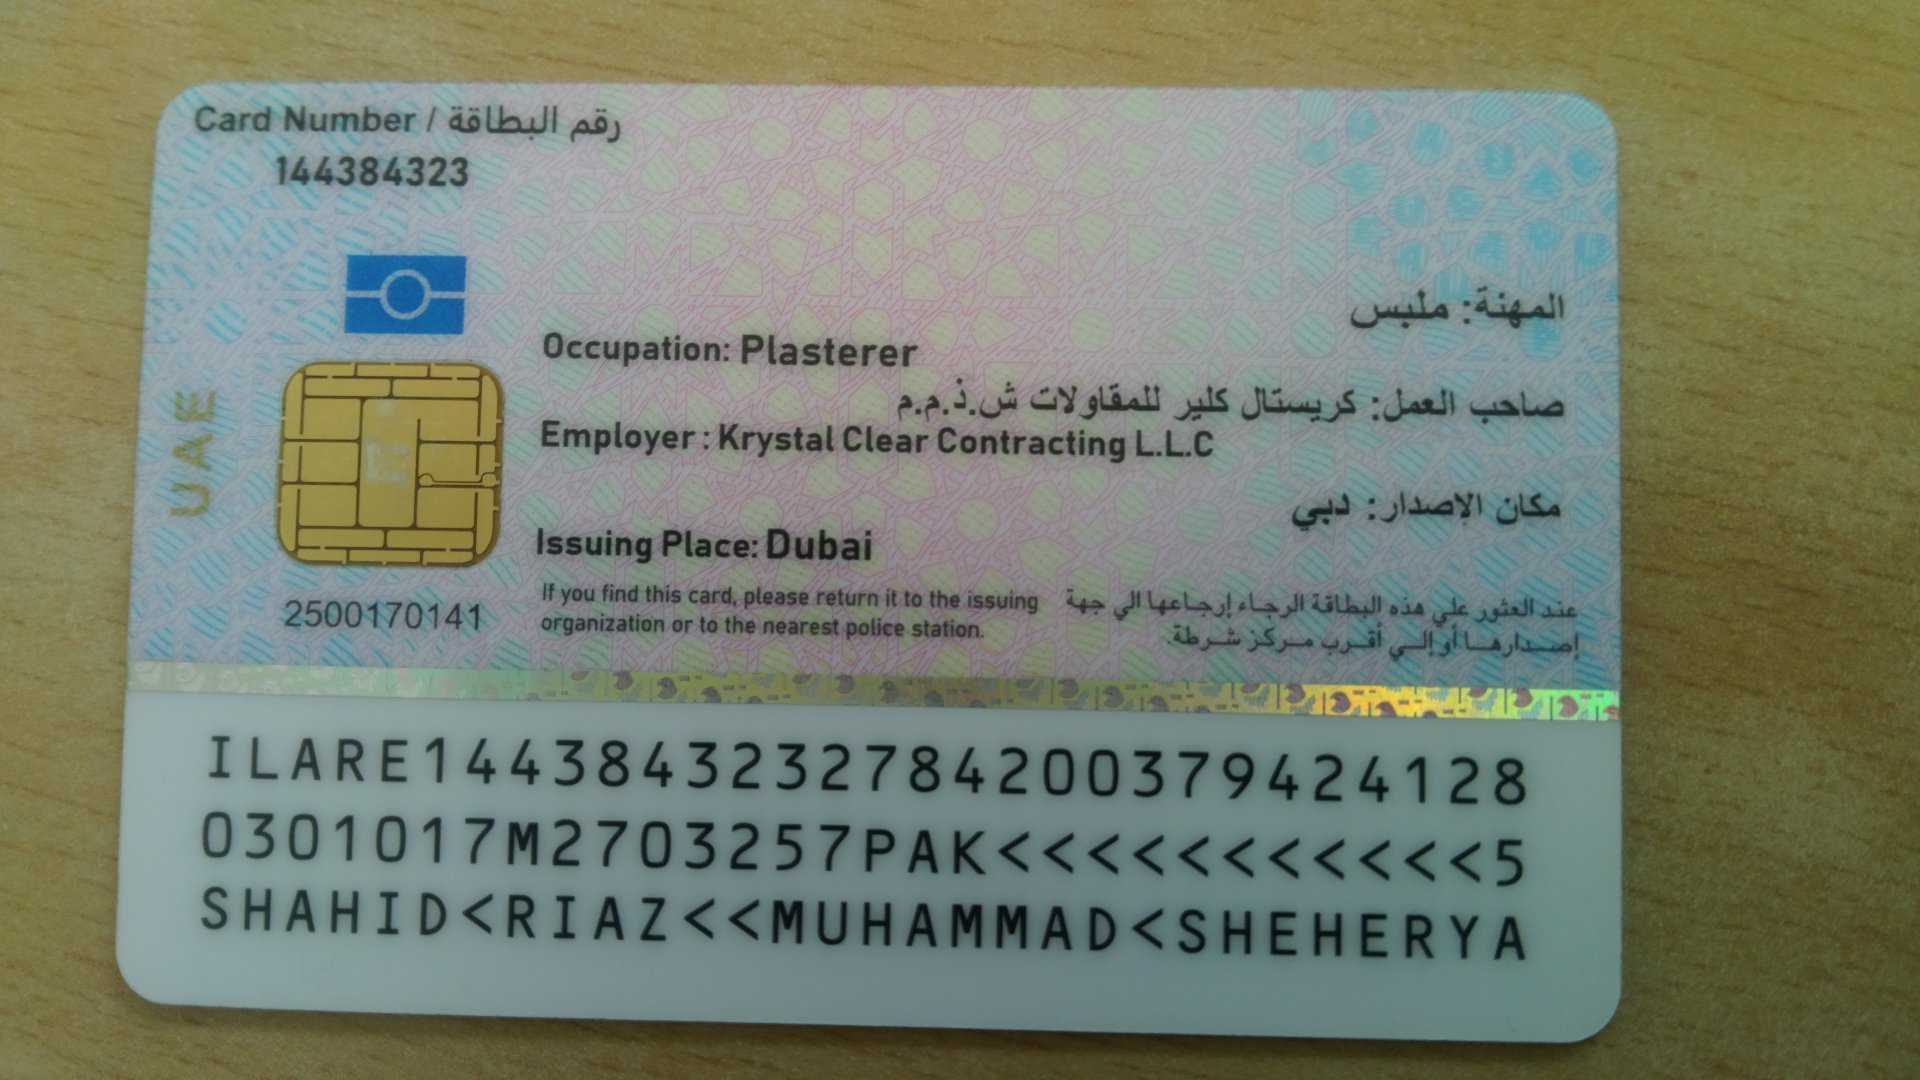 Card Number / رقم البطاقة
144384323
المهنة: ملبس
Occupation: Plasterer
صاحب العمل: كريستال كلير للمقاولات ش.ذ.م.م
Employer : Krystal Clear Contracting L.L.C
مكان الإصدار: دبي
Issuing Place: Dubai
UAE
2500170141
If you find this card, please return it to the issuing
organization or to the nearest police station.
عند العثور علي هذه البطاقة الرجاء إرجاعها الي جهة
إصدارها أو إلي أقرب مركز شرطة.
ILARE1443843232784200379424128
0301017M2703257PAK<<<<<<<<<<<5
SHAHID<RIAZ<<MUHAMMAD<SHEHERYA